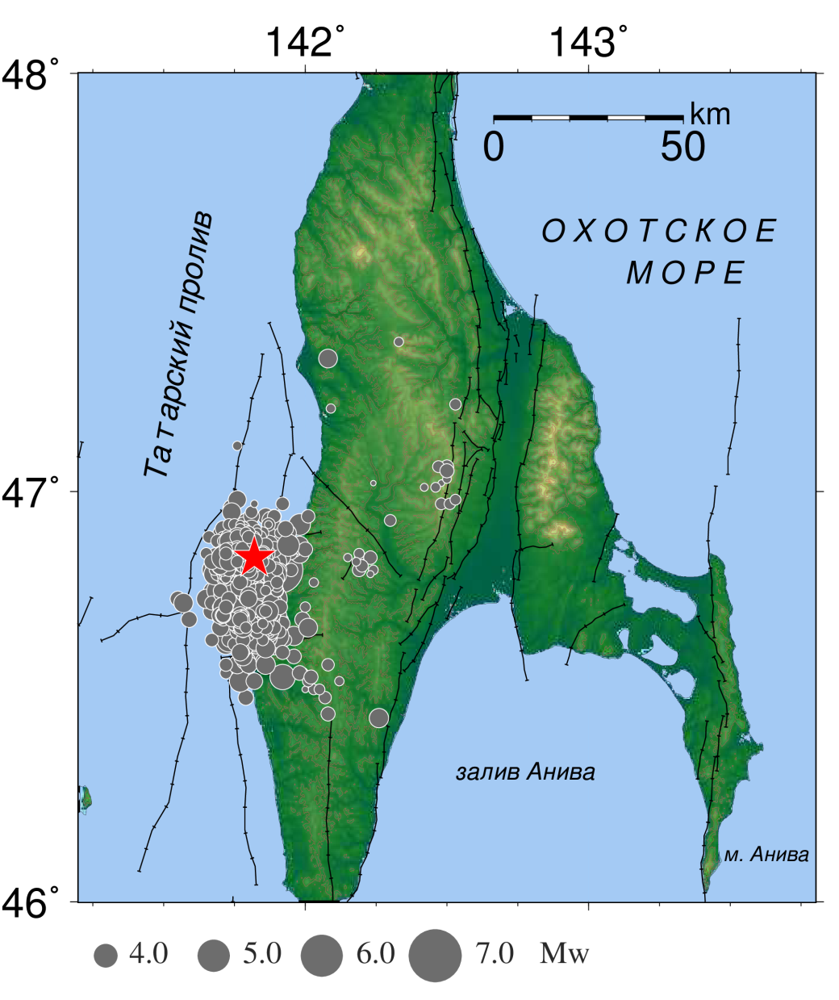 142° 143°
48°
km
0 50
ОХОТСКОЕ
МОРЕ
Татарский пролив
47°
залив Анива
м. Анива
46°
4.0 5.0 6.0 7.0 Mw